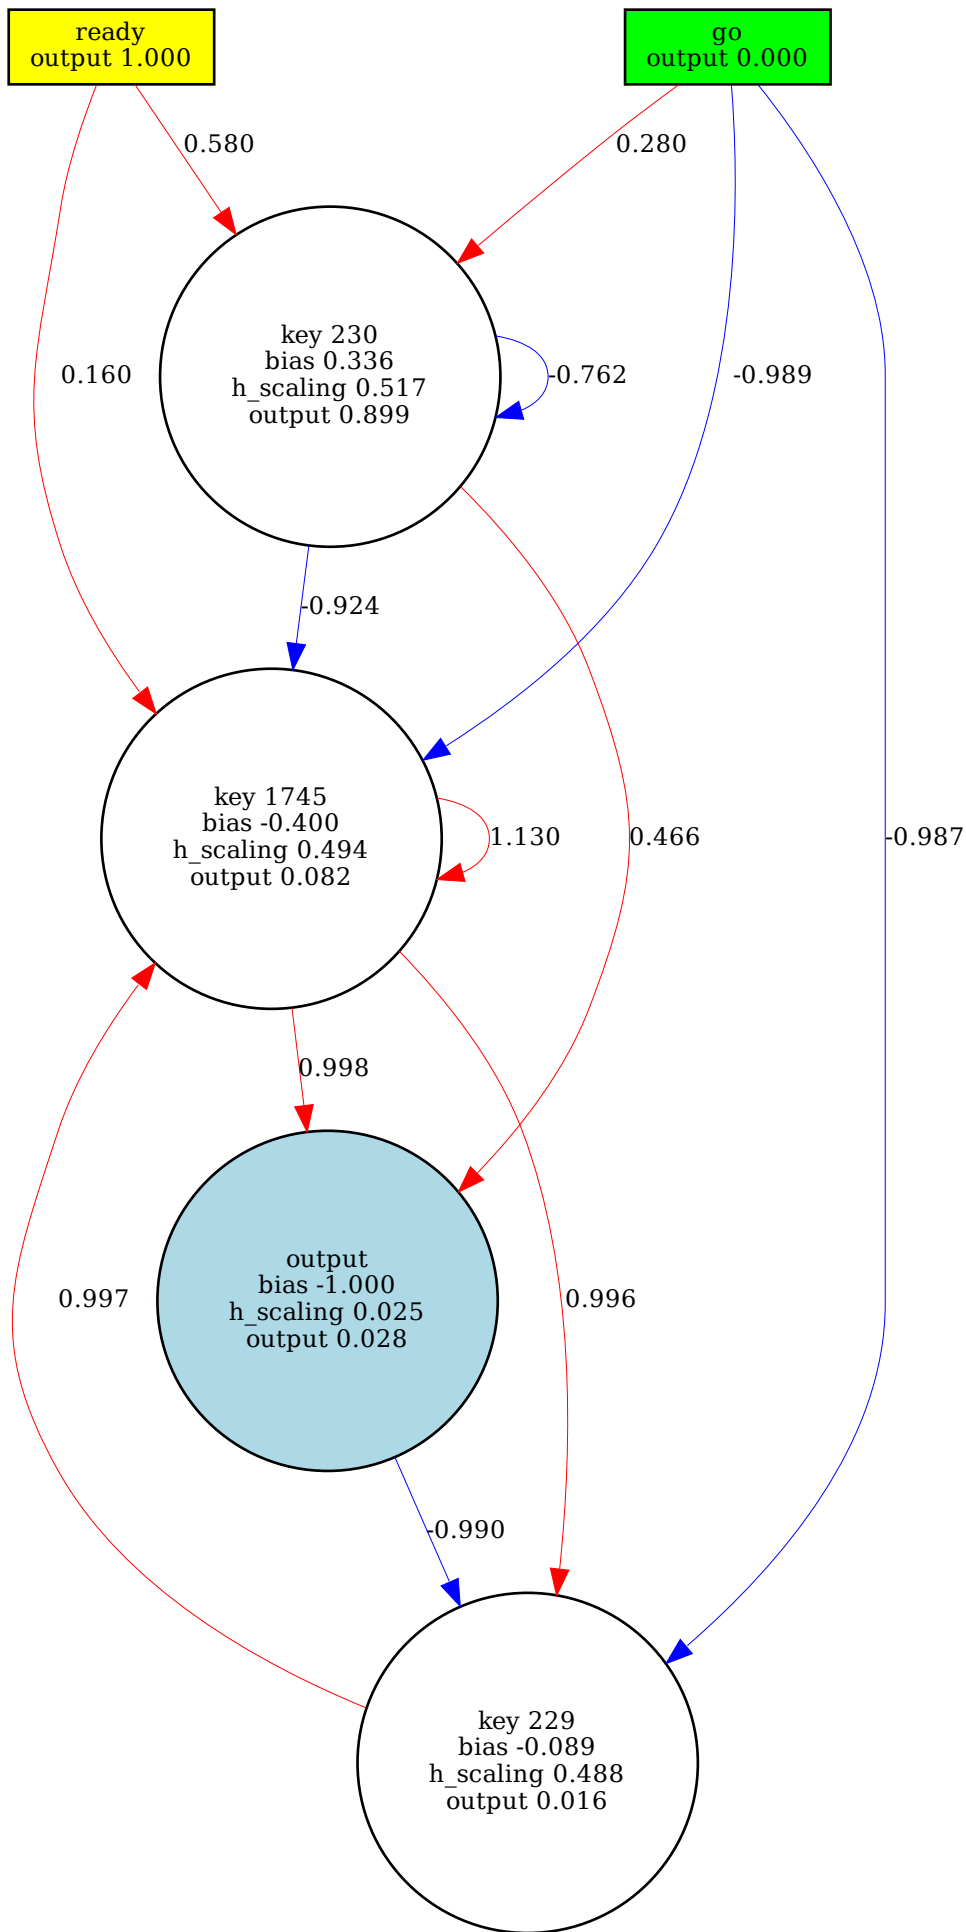 ready
output 1.000
go
output 0.000
0.580
0.280
key 230
bias 0.336
h_scaling 0.517
output 0.899
0.160
-0.762
-0.989
-0.924
key 1745
bias -0.400
h_scaling 0.494
output 0.082
1.130
0.466
-0.987
0.998
output
bias -1.000
h_scaling 0.025
output 0.028
0.997
0.996
-0.990
key 229
bias -0.089
h_scaling 0.488
output 0.016